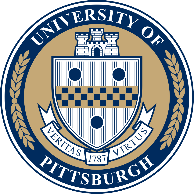 UNIVERSITY OF
PITTSBURGH
VERITAS 1787 VIRTUS